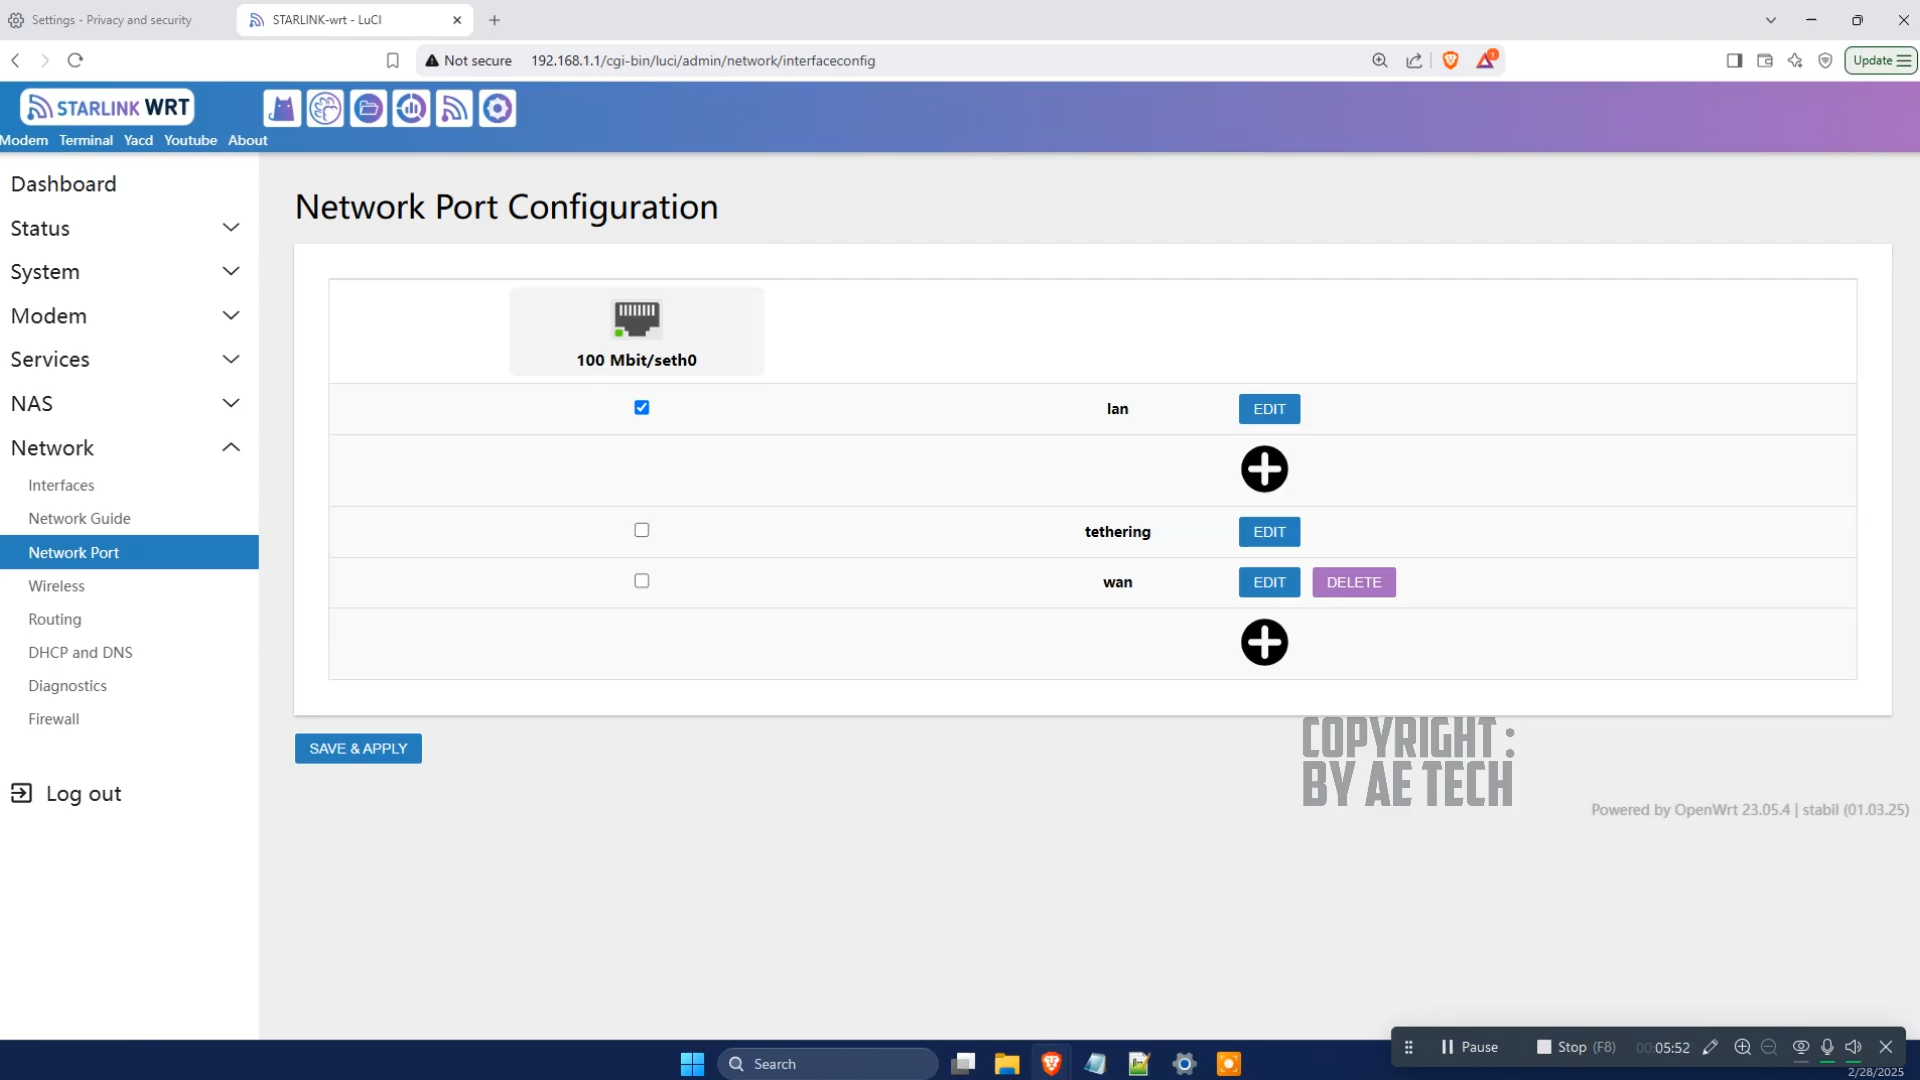 Settings - Privacy and security
STARLINK-wrt - LuCI
Not secure
192.168.1.1/cgi-bin/luci/admin/network/interfaceconfig
1
Update
STARLINK WRT
Modem Terminal Yacd Youtube About
Dashboard
Status
System
Modem
Services
NAS
Network
Interfaces
Network Guide
Network Port
Wireless
Routing
DHCP and DNS
Diagnostics
Firewall
Log out
Network Port Configuration
100 Mbit/seth0
lan
EDIT
tethering
EDIT
wan
EDIT
DELETE
SAVE & APPLY
COPYRIGHT :
BY AE TECH
Powered by OpenWrt 23.05.4 | stabil (01.03.25)
Search
Pause
Stop (F8)
00:05:52
2/28/2025